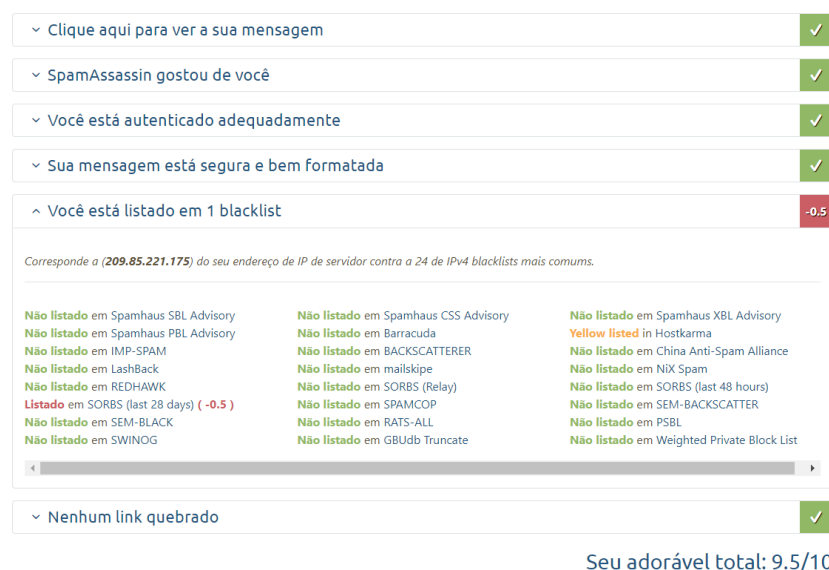 Clique aqui para ver a sua mensagem
SpamAssassin gostou de você
Você está autenticado adequadamente
Sua mensagem está segura e bem formatada
Você está listado em 1 blacklist -0.5
Corresponde a (209.85.221.175) do seu endereço de IP de servidor contra a 24 de IPv4 blacklists mais comums.
Não listado em Spamhaus SBL Advisory Não listado em Spamhaus CSS Advisory Não listado em Spamhaus XBL Advisory
Não listado em Spamhaus PBL Advisory Não listado em Barracuda Yellow listed in Hostkarma
Não listado em IMP-SPAM Não listado em BACKSCATTERER Não listado em China Anti-Spam Alliance
Não listado em LashBack Não listado em mailskipe Não listado em NiX Spam
Não listado em REDHAWK Não listado em SORBS (Relay) Não listado em SORBS (last 48 hours)
Listado em SORBS (last 28 days) ( -0.5 ) Não listado em SPAMCOP Não listado em SEM-BACKSCATTER
Não listado em SEM-BLACK Não listado em RATS-ALL Não listado em PSBL
Não listado em SWINOG Não listado em GBUdb Truncate Não listado em Weighted Private Block List
Nenhum link quebrado
Seu adorável total: 9.5/10